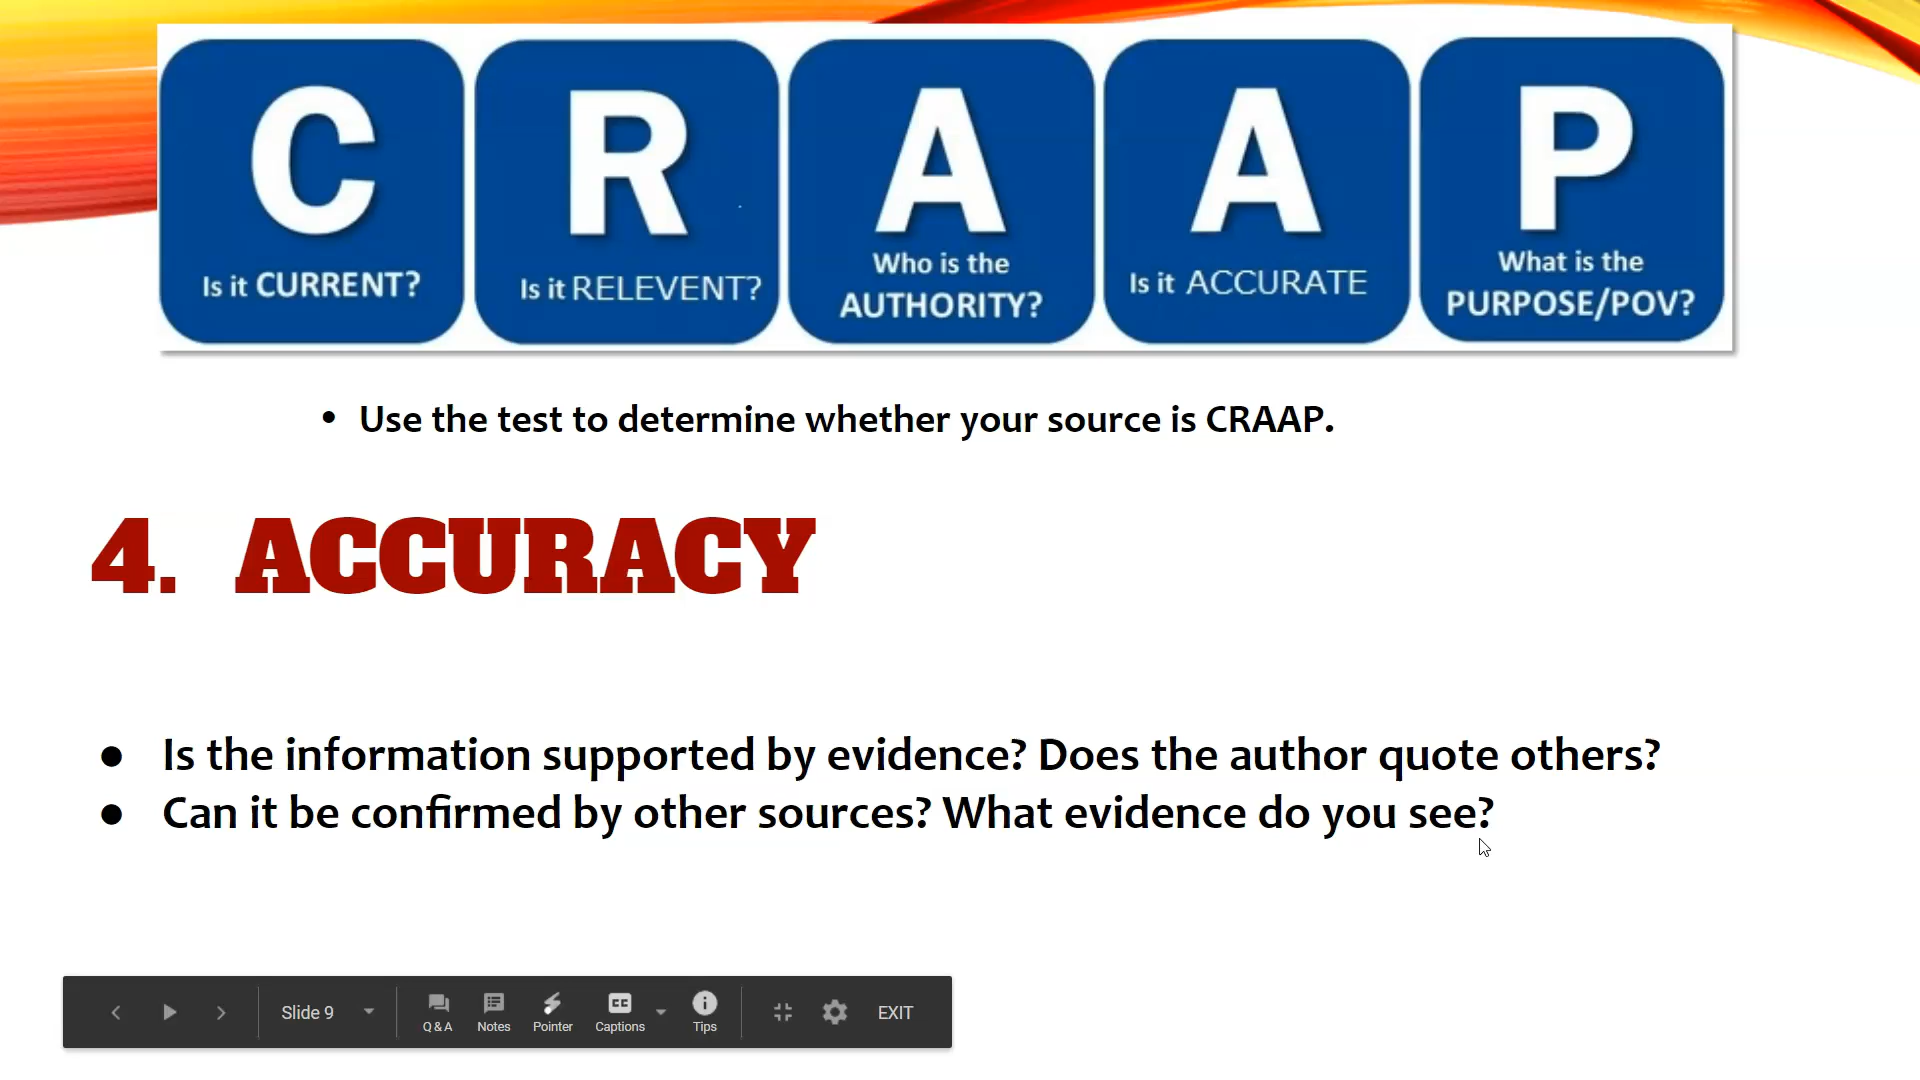 C
Is it CURRENT?
R
Is it RELEVENT?
A
Who is the
AUTHORITY?
A
Is it ACCURATE
P
What is the
PURPOSE/POV?
• Use the test to determine whether your source is CRAAP.
4. ACCURACY
● Is the information supported by evidence? Does the author quote others?
● Can it be confirmed by other sources? What evidence do you see?
Slide 9
Q & A
Notes
Pointer
CC
Captions
Tips
EXIT